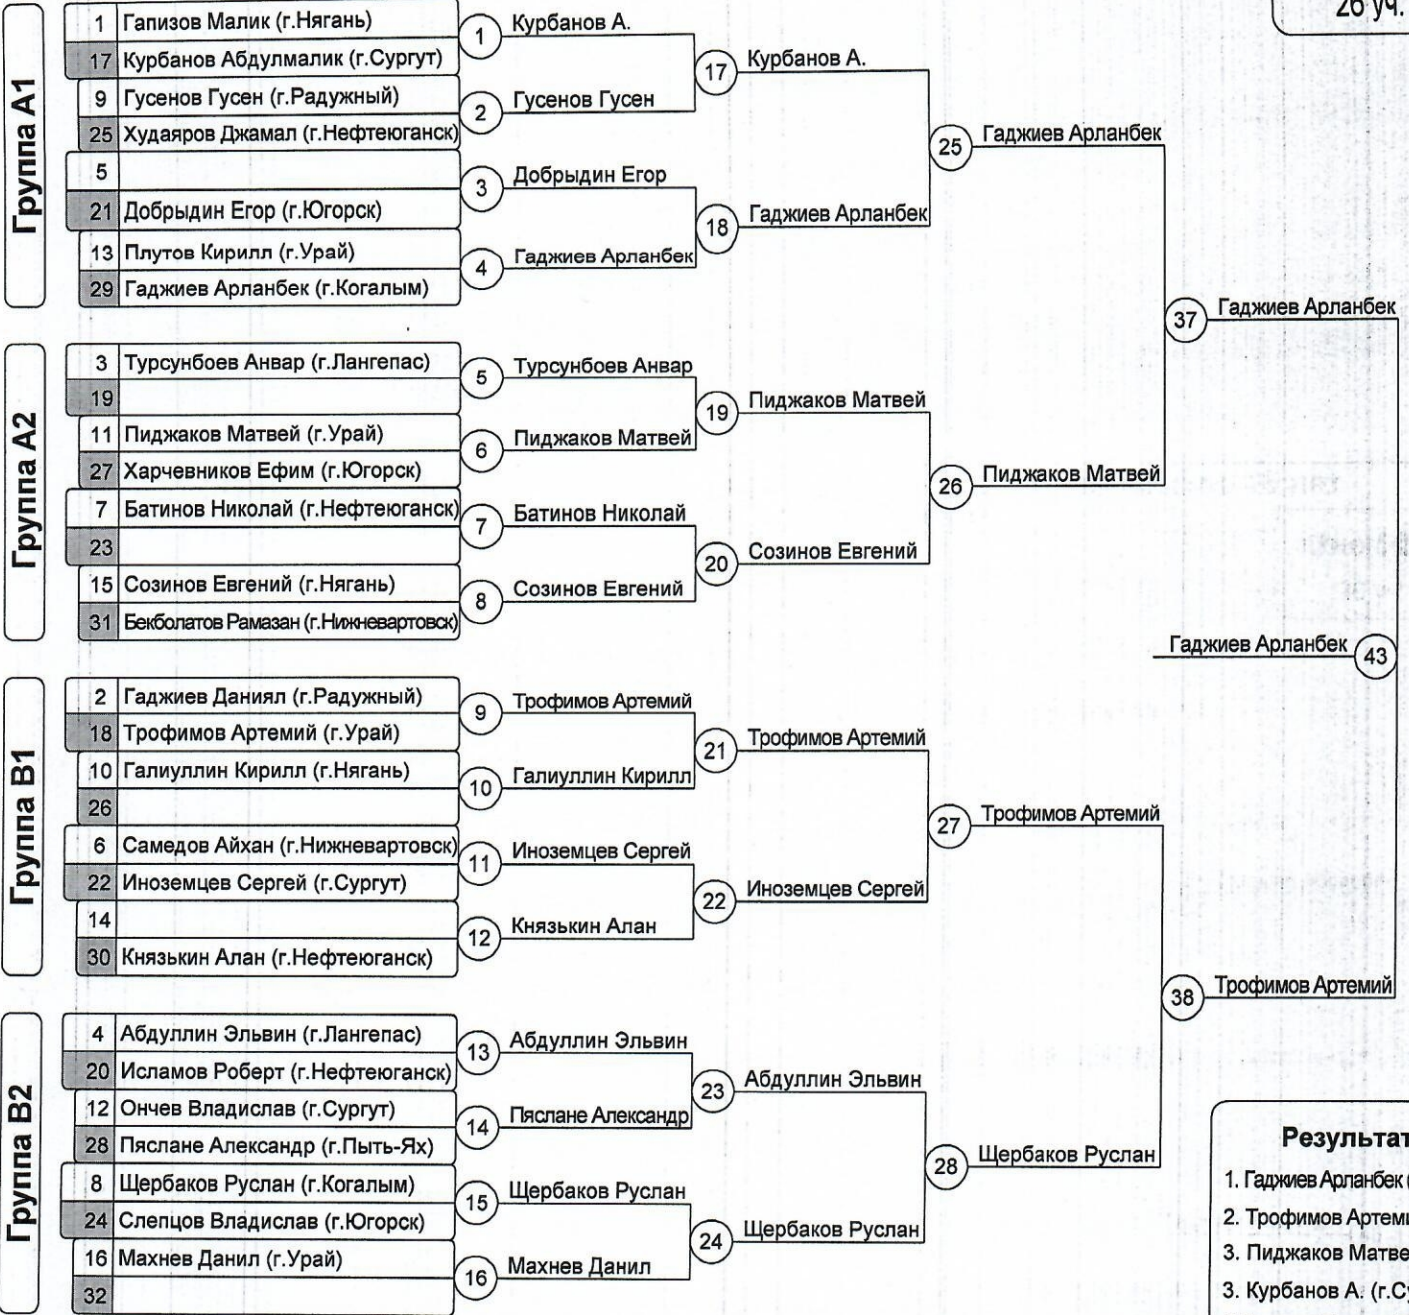 26 уч.
Группа А1
1 Гапизов Малик (г.Нягань)
17 Курбанов Абдулмалик (г.Сургут)
9 Гусенов Гусен (г.Радужный)
25 Худаяров Джамал (г.Нефтеюганск)
5
21 Добрыдин Егор (г.Югорск)
13 Плутов Кирилл (г.Урай)
29 Гаджиев Арланбек (г.Когалым)
1 Курбанов А.
2 Гусенов Гусен
3 Добрыдин Егор
4 Гаджиев Арланбек
17 Курбанов А.
18 Гаджиев Арланбек
25 Гаджиев Арланбек
Группа А2
3 Турсунбоев Анвар (г.Лангепас)
19
11 Пиджаков Матвей (г.Урай)
27 Харчевников Ефим (г.Югорск)
7 Батинов Николай (г.Нефтеюганск)
23
15 Созинов Евгений (г.Нягань)
31 Бекболатов Рамазан (г.Нижневартовск)
5 Турсунбоев Анвар
6 Пиджаков Матвей
7 Батинов Николай
8 Созинов Евгений
19 Пиджаков Матвей
20 Созинов Евгений
26 Пиджаков Матвей
37 Гаджиев Арланбек
Группа В1
2 Гаджиев Даниял (г.Радужный)
18 Трофимов Артемий (г.Урай)
10 Галиуллин Кирилл (г.Нягань)
26
6 Самедов Айхан (г.Нижневартовск)
22 Иноземцев Сергей (г.Сургут)
14
30 Князькин Алан (г.Нефтеюганск)
9 Трофимов Артемий
10 Галиуллин Кирилл
11 Иноземцев Сергей
12 Князькин Алан
21 Трофимов Артемий
22 Иноземцев Сергей
27 Трофимов Артемий
Группа В2
4 Абдуллин Эльвин (г.Лангепас)
20 Исламов Роберт (г.Нефтеюганск)
12 Ончев Владислав (г.Сургут)
28 Пяслане Александр (г.Пыть-Ях)
8 Щербаков Руслан (г.Когалым)
24 Слепцов Владислав (г.Югорск)
16 Махнев Данил (г.Урай)
32
13 Абдуллин Эльвин
14 Пяслане Александр
15 Щербаков Руслан
16 Махнев Данил
23 Абдуллин Эльвин
24 Щербаков Руслан
28 Щербаков Руслан
38 Трофимов Артемий
Гаджиев Арланбек 43
Результат
1. Гаджиев Арланбек (
2. Трофимов Артеми
3. Пиджаков Матве
3. Курбанов А. (г.Су